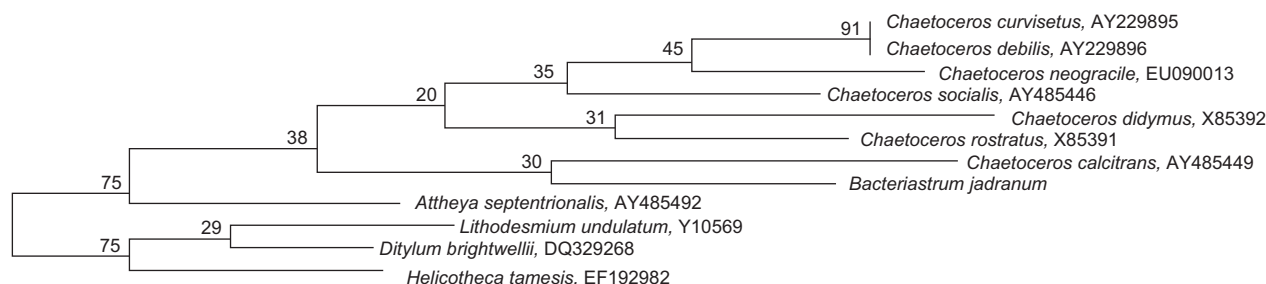 Chaetoceros curvisetus, AY229895
91
Chaetoceros debilis, AY229896
45
Chaetoceros neogracile, EU090013
35
Chaetoceros socialis, AY485446
20
31
Chaetoceros didymus, X85392
Chaetoceros rostratus, X85391
38
30
Chaetoceros calcitrans, AY485449
Bacteriastrum jadranum
75
Attheya septentrionalis, AY485492
Lithodesmium undulatum, Y10569
29
75
Ditylum brightwellii, DQ329268
Helicotheca tamesis, EF192982